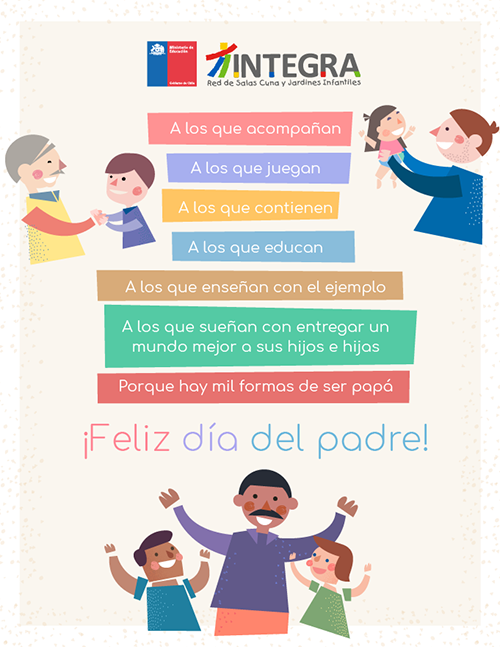 Ministerio de
Educación
Gobierno de Chile
INTEGRA
Red de Salas Cuna y Jardines Infantiles
A los que acompañan
A los que juegan
A los que contienen
A los que educan
A los que enseñan con el ejemplo
A los que sueñan con entregar un
mundo mejor a sus hijos e hijas
Porque hay mil formas de ser papá
¡Feliz día del padre!